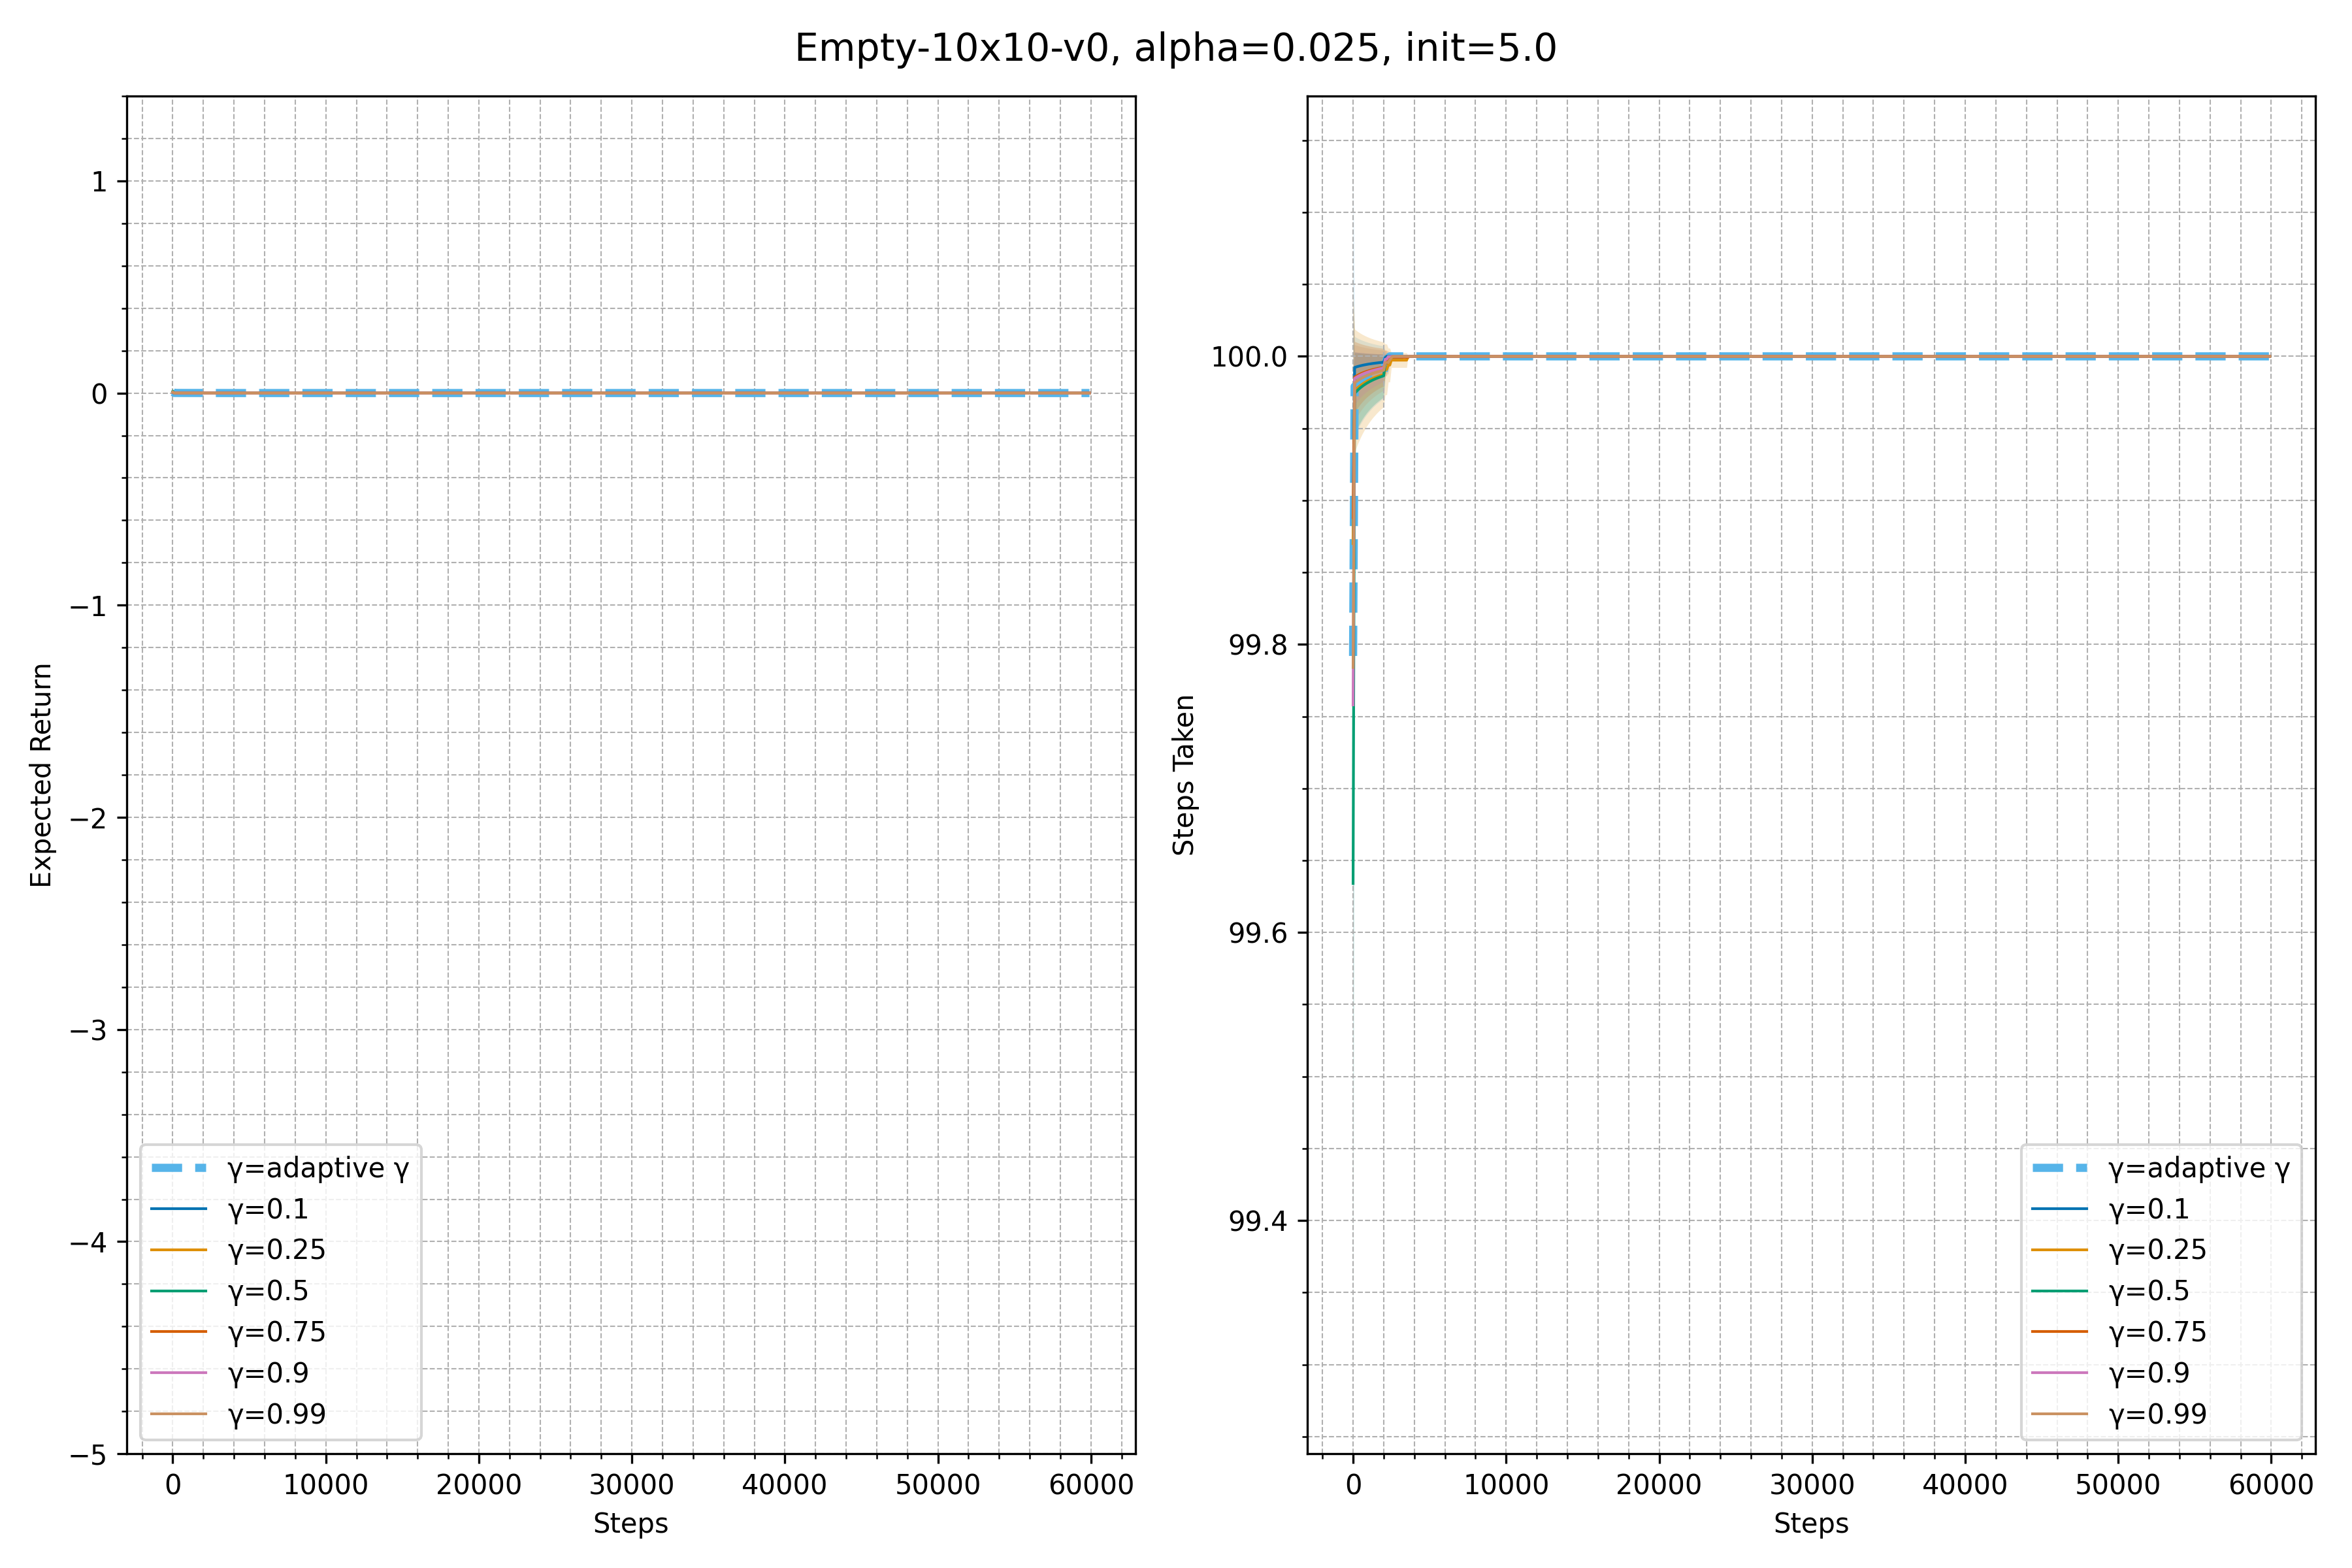 Empty-10x10-v0, alpha=0.025, init=5.0
Expected Return
1
0
−1
−2
−3
−4
−5
γ=adaptive γ
γ=0.1
γ=0.25
γ=0.5
γ=0.75
γ=0.9
γ=0.99
0 10000 20000 30000 40000 50000 60000
Steps
Steps Taken
100.0
99.8
99.6
99.4
γ=adaptive γ
γ=0.1
γ=0.25
γ=0.5
γ=0.75
γ=0.9
γ=0.99
0 10000 20000 30000 40000 50000 60000
Steps